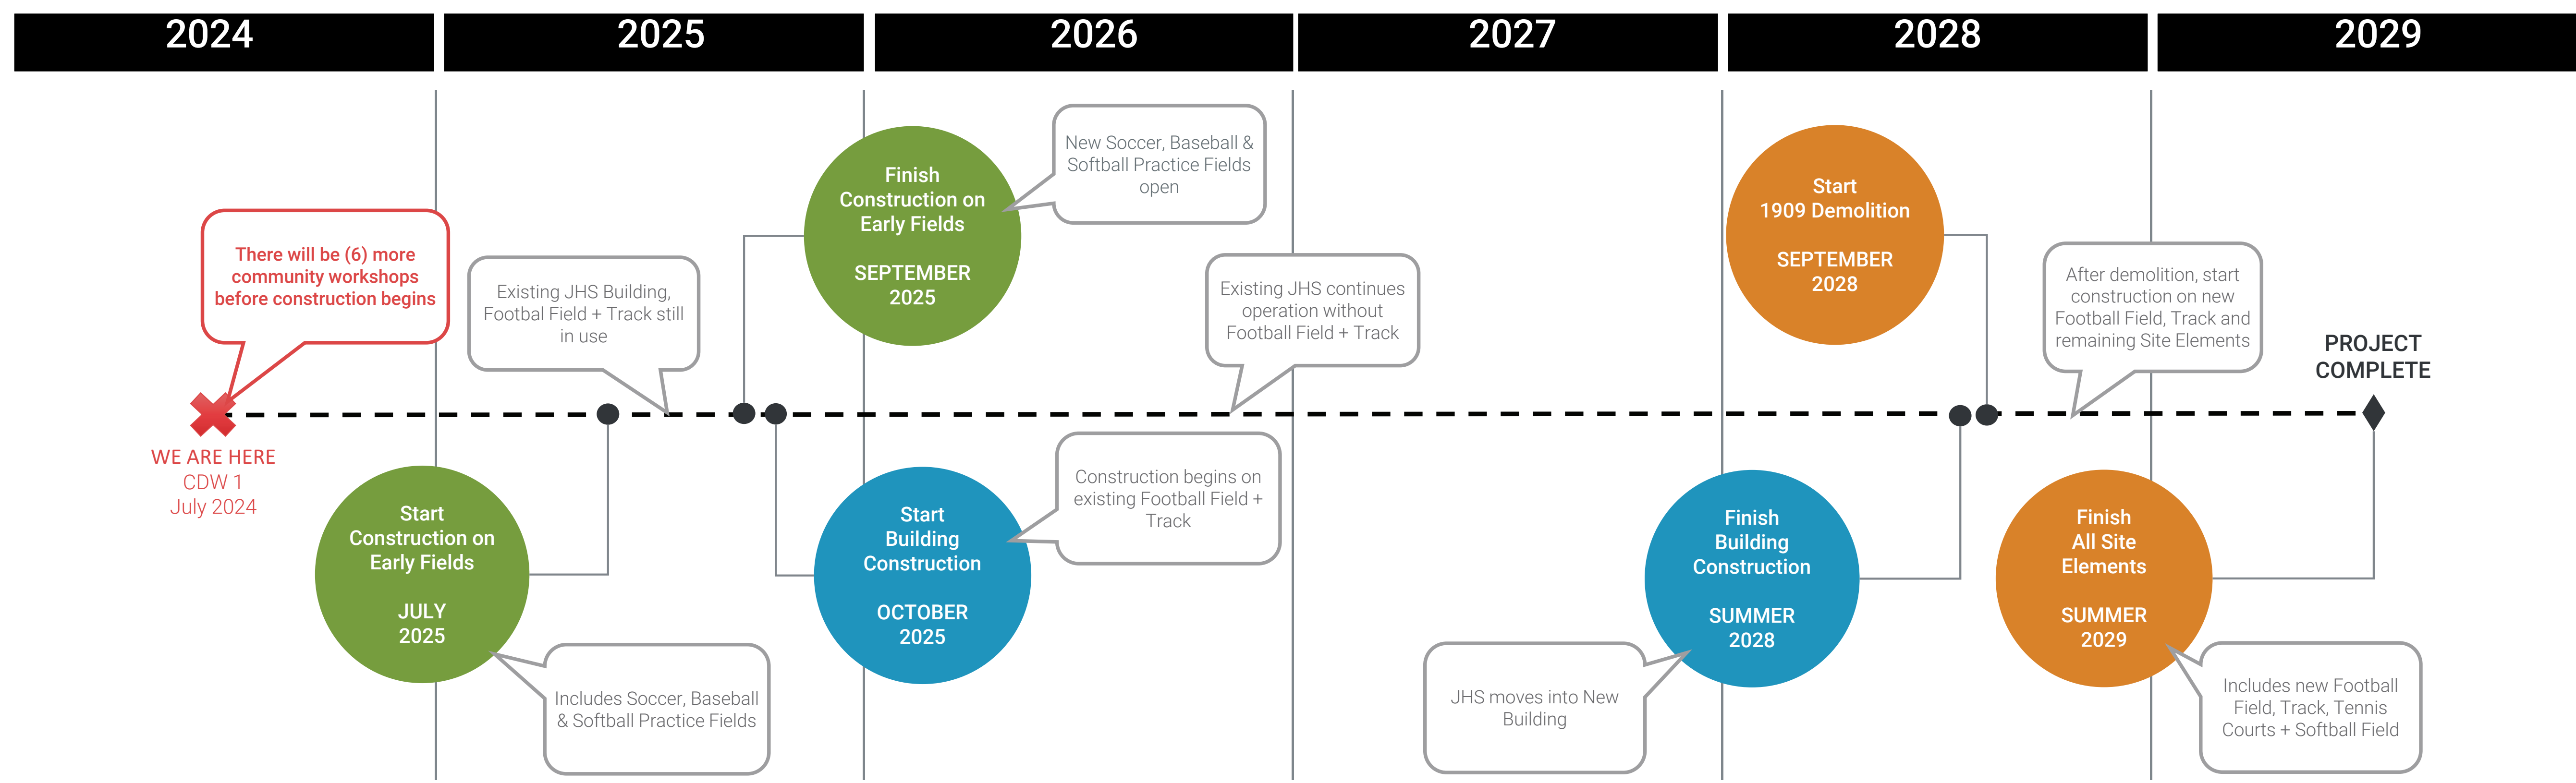 2024
2025
2026
2027
2028
2029
There will be (6) more
community workshops
before construction begins
WE ARE HERE
CDW 1
July 2024
Start
Construction on
Early Fields
JULY
2025
Includes Soccer, Baseball
& Softball Practice Fields
Existing JHS Building,
Footbal Field + Track still
in use
Finish
Construction on
Early Fields
SEPTEMBER
2025
New Soccer, Baseball &
Softball Practice Fields
open
Start
Building
Construction
OCTOBER
2025
Construction begins on
existing Football Field +
Track
Existing JHS continues
operation without
Football Field + Track
Finish
Building
Construction
SUMMER
2028
JHS moves into New
Building
Start
1909 Demolition
SEPTEMBER
2028
After demolition, start
construction on new
Football Field, Track and
remaining Site Elements
Finish
All Site
Elements
SUMMER
2029
Includes new Football
Field, Track, Tennis
Courts + Softball Field
PROJECT
COMPLETE